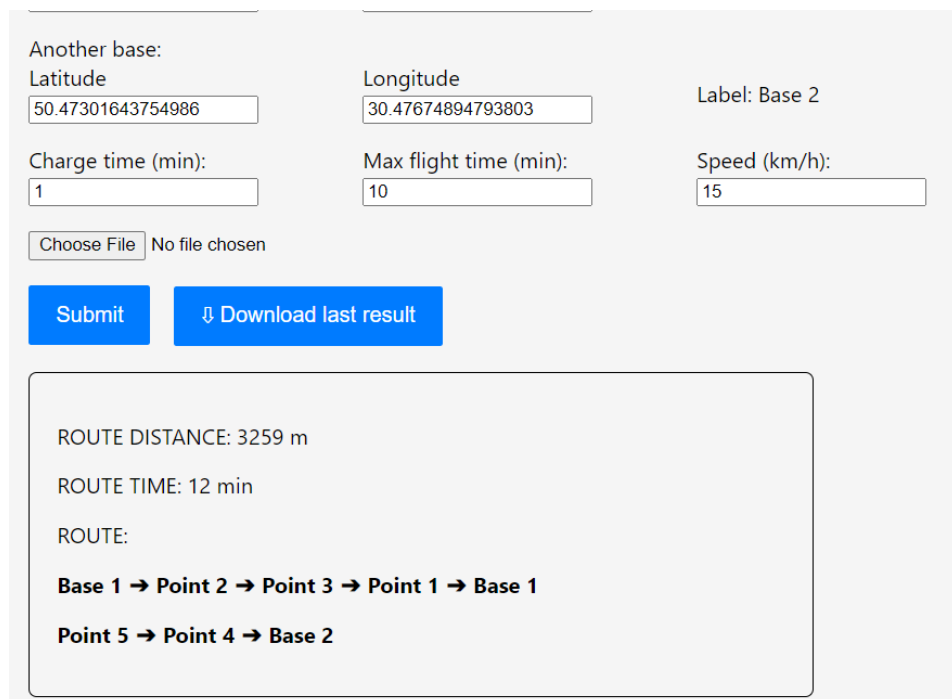 Another base:
Latitude Longitude
Label: Base 2
50.47301643754986 30.47674894793803
Charge time (min): Max flight time (min): Speed (km/h):
1 10 15
Choose File No file chosen
Submit ⇩ Download last result
ROUTE DISTANCE: 3259 m
ROUTE TIME: 12 min
ROUTE:
Base 1 ➔ Point 2 ➔ Point 3 ➔ Point 1 ➔ Base 1
Point 5 ➔ Point 4 ➔ Base 2